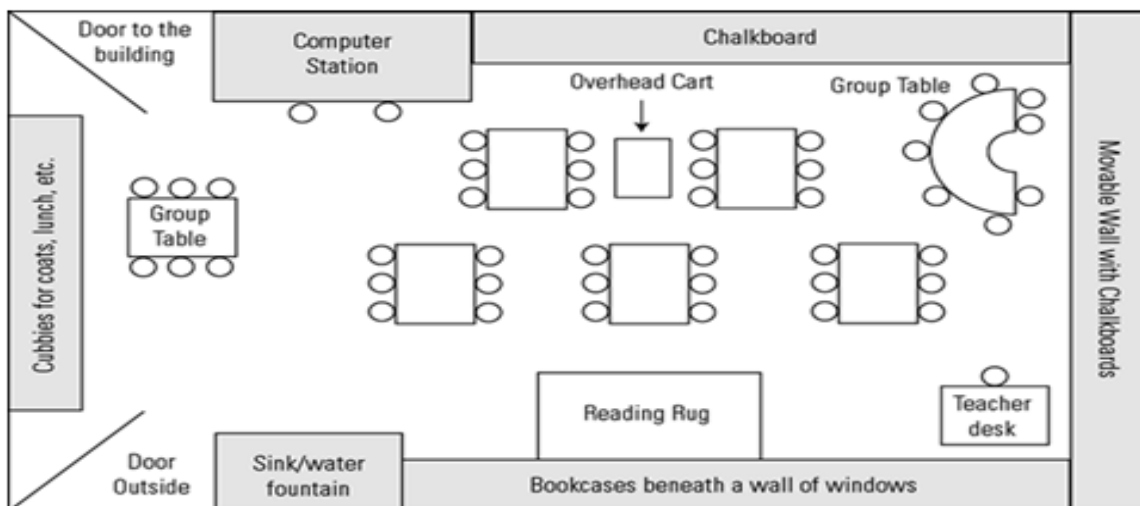 Door to the
building
Computer
Station
Chalkboard
Overhead Cart
Group Table
Cubbies for coats, lunch, etc.
Group
Table
Movable Wall with Chalkboards
Reading Rug
Teacher
desk
Door
Outside
Sink/water
fountain
Bookcases beneath a wall of windows